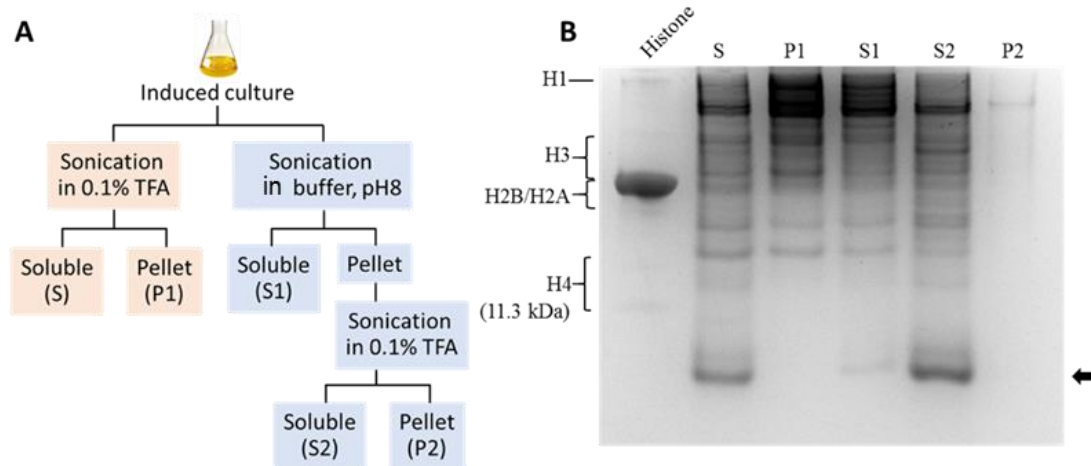 A
Induced culture
Sonication
in 0.1% TFA
Sonication
in buffer, pH8
Soluble
(S)
Pellet
(P1)
Soluble
(S1)
Pellet
Sonication
in 0.1% TFA
Soluble
(S2)
Pellet
(P2)
B
Histone
S
P1
S1
S2
P2
H1
H3
H2B/H2A
H4
(11.3 kDa)